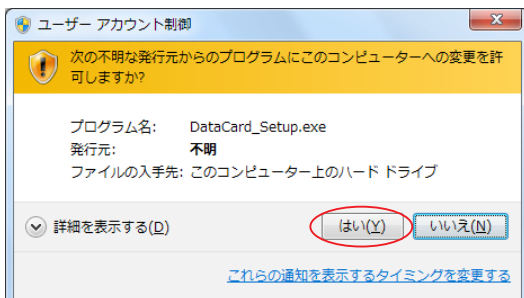 ユーザー アカウント制御
次の不明な発行元からのプログラムにこのコンピューターへの変更を許
可しますか?
プログラム名: DataCard_Setup.exe
発行元: 不明
ファイルの入手先: このコンピューター上のハード ドライブ
詳細を表示する(D)
はい(Y) いいえ(N)
これらの通知を表示するタイミングを変更する